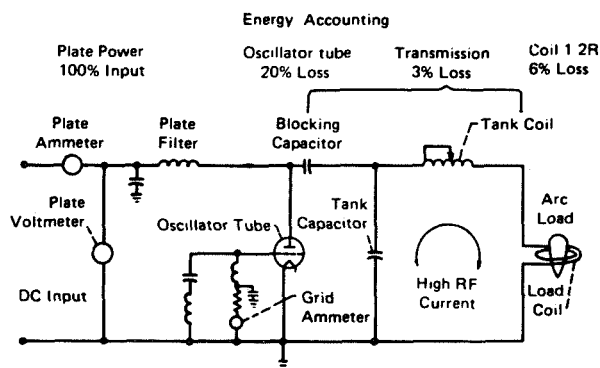 Energy Accounting
Plate Power
100% Input
Oscillator tube
20% Loss
Transmission
3% Loss
Coil 1 2R
6% Loss
Plate
Ammeter
Plate
Filter
Blocking
Capacitor
Tank Coil
Plate
Voltmeter
Oscillator Tube
Tank
Capacitor
Arc
Load
DC Input
Grid
Ammeter
High RF
Current
Load
Coil